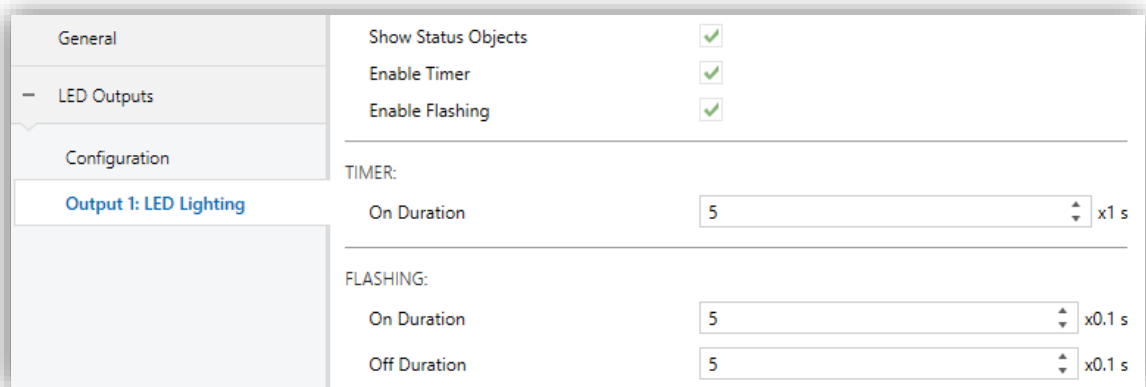 General
LED Outputs
Configuration
Output 1: LED Lighting
Show Status Objects
Enable Timer
Enable Flashing
TIMER:
On Duration 5 x1 s
FLASHING:
On Duration 5 x0.1 s
Off Duration 5 x0.1 s